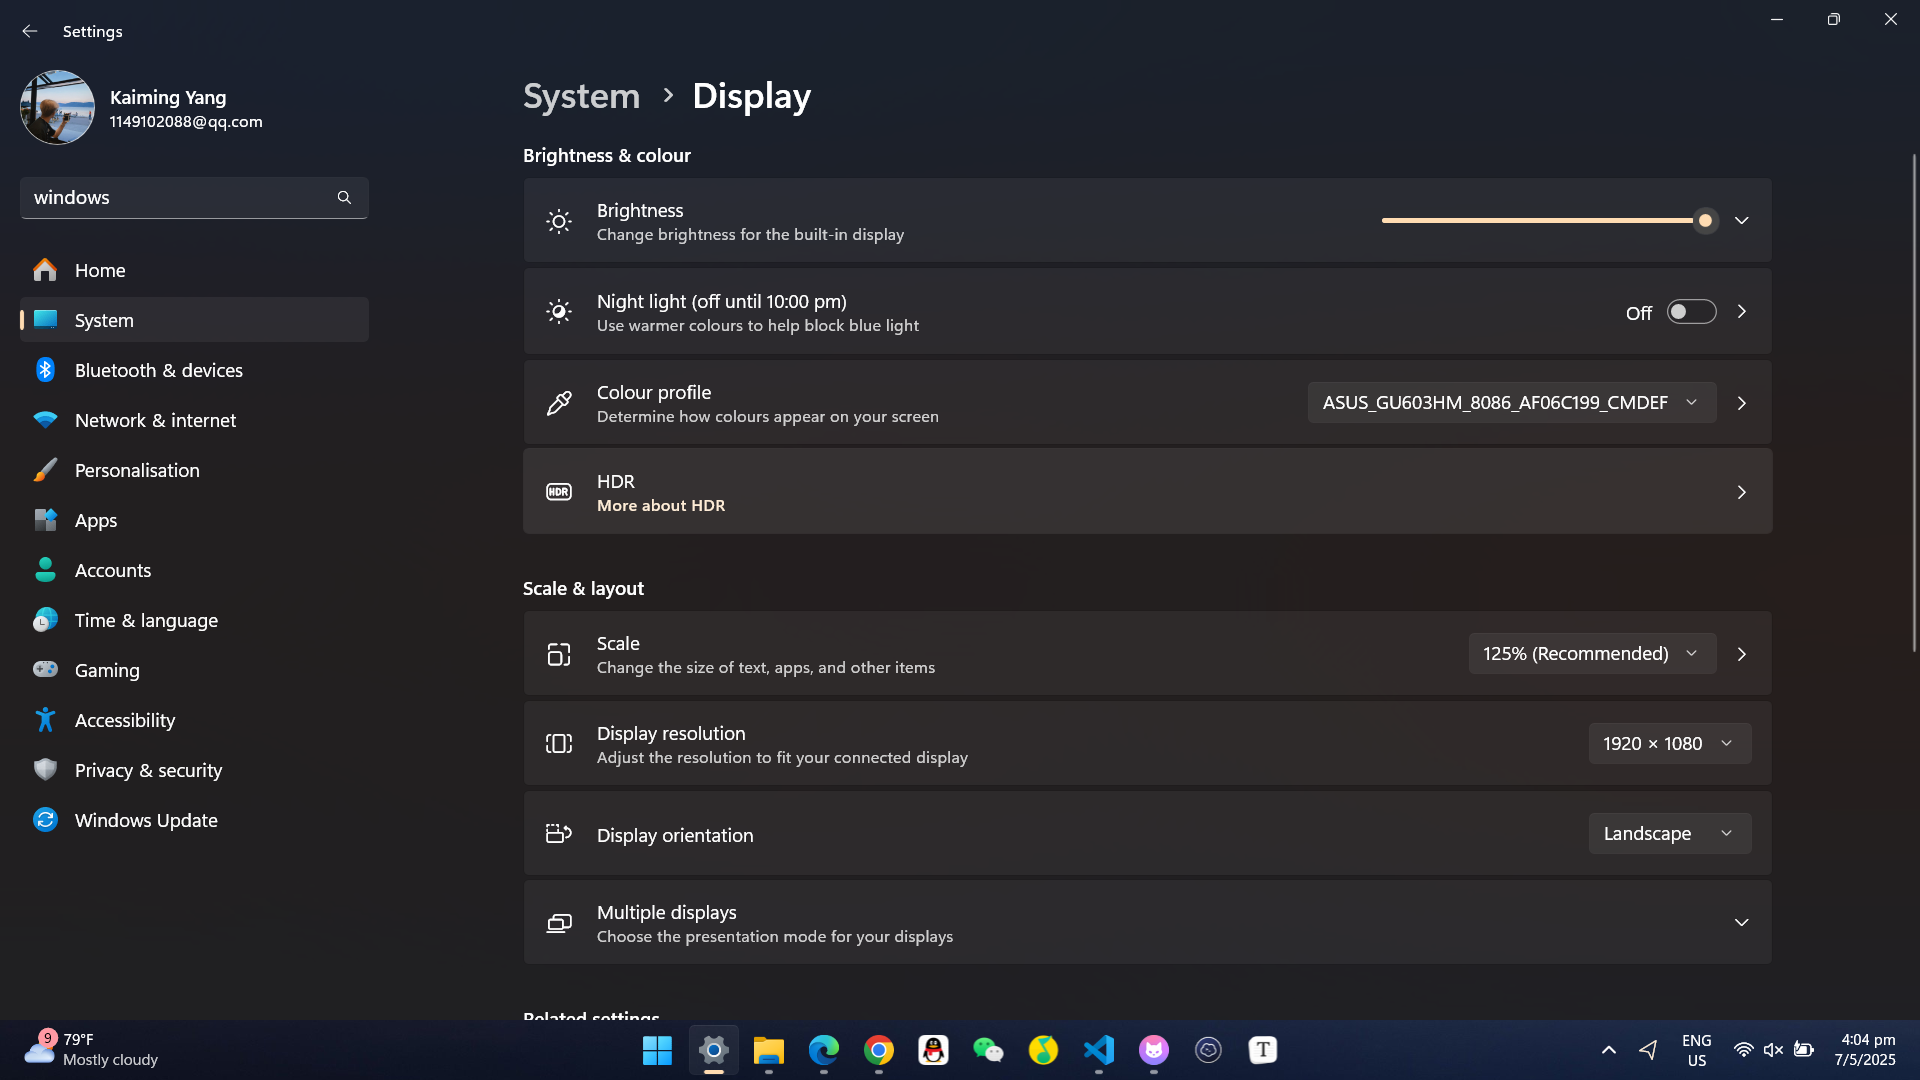 Settings
Kaiming Yang
1149102088@qq.com
windows
Home
System
Bluetooth & devices
Network & internet
Personalisation
Apps
Accounts
Time & language
Gaming
Accessibility
Privacy & security
Windows Update
System > Display
Brightness & colour
Brightness
Change brightness for the built-in display
Night light (off until 10:00 pm)
Use warmer colours to help block blue light
Off
Colour profile
Determine how colours appear on your screen
ASUS_GU603HM_8086_AF06C199_CMDEF
HDR
HDR
More about HDR
Scale & layout
Scale
Change the size of text, apps, and other items
125% (Recommended)
Display resolution
Adjust the resolution to fit your connected display
1920 × 1080
Display orientation
Landscape
Multiple displays
Choose the presentation mode for your displays
Related settings
9
79°F
Mostly cloudy
T
ENG
US
4:04 pm
7/5/2025